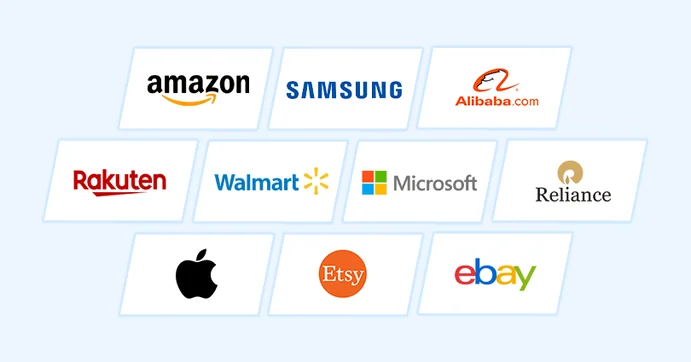 amazon
SAMSUNG
Alibaba.com
Rakuten
Walmart
Microsoft
Reliance
Etsy
ebay